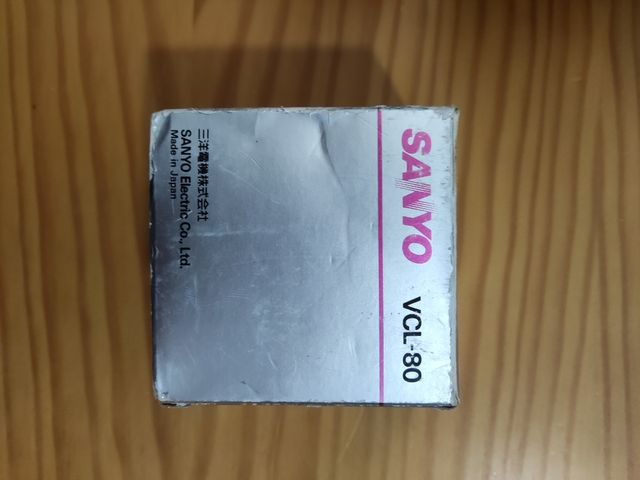 SANYO VCL-80
三洋電機株式会社
SANYO Electric Co., Ltd.
Made in Japan